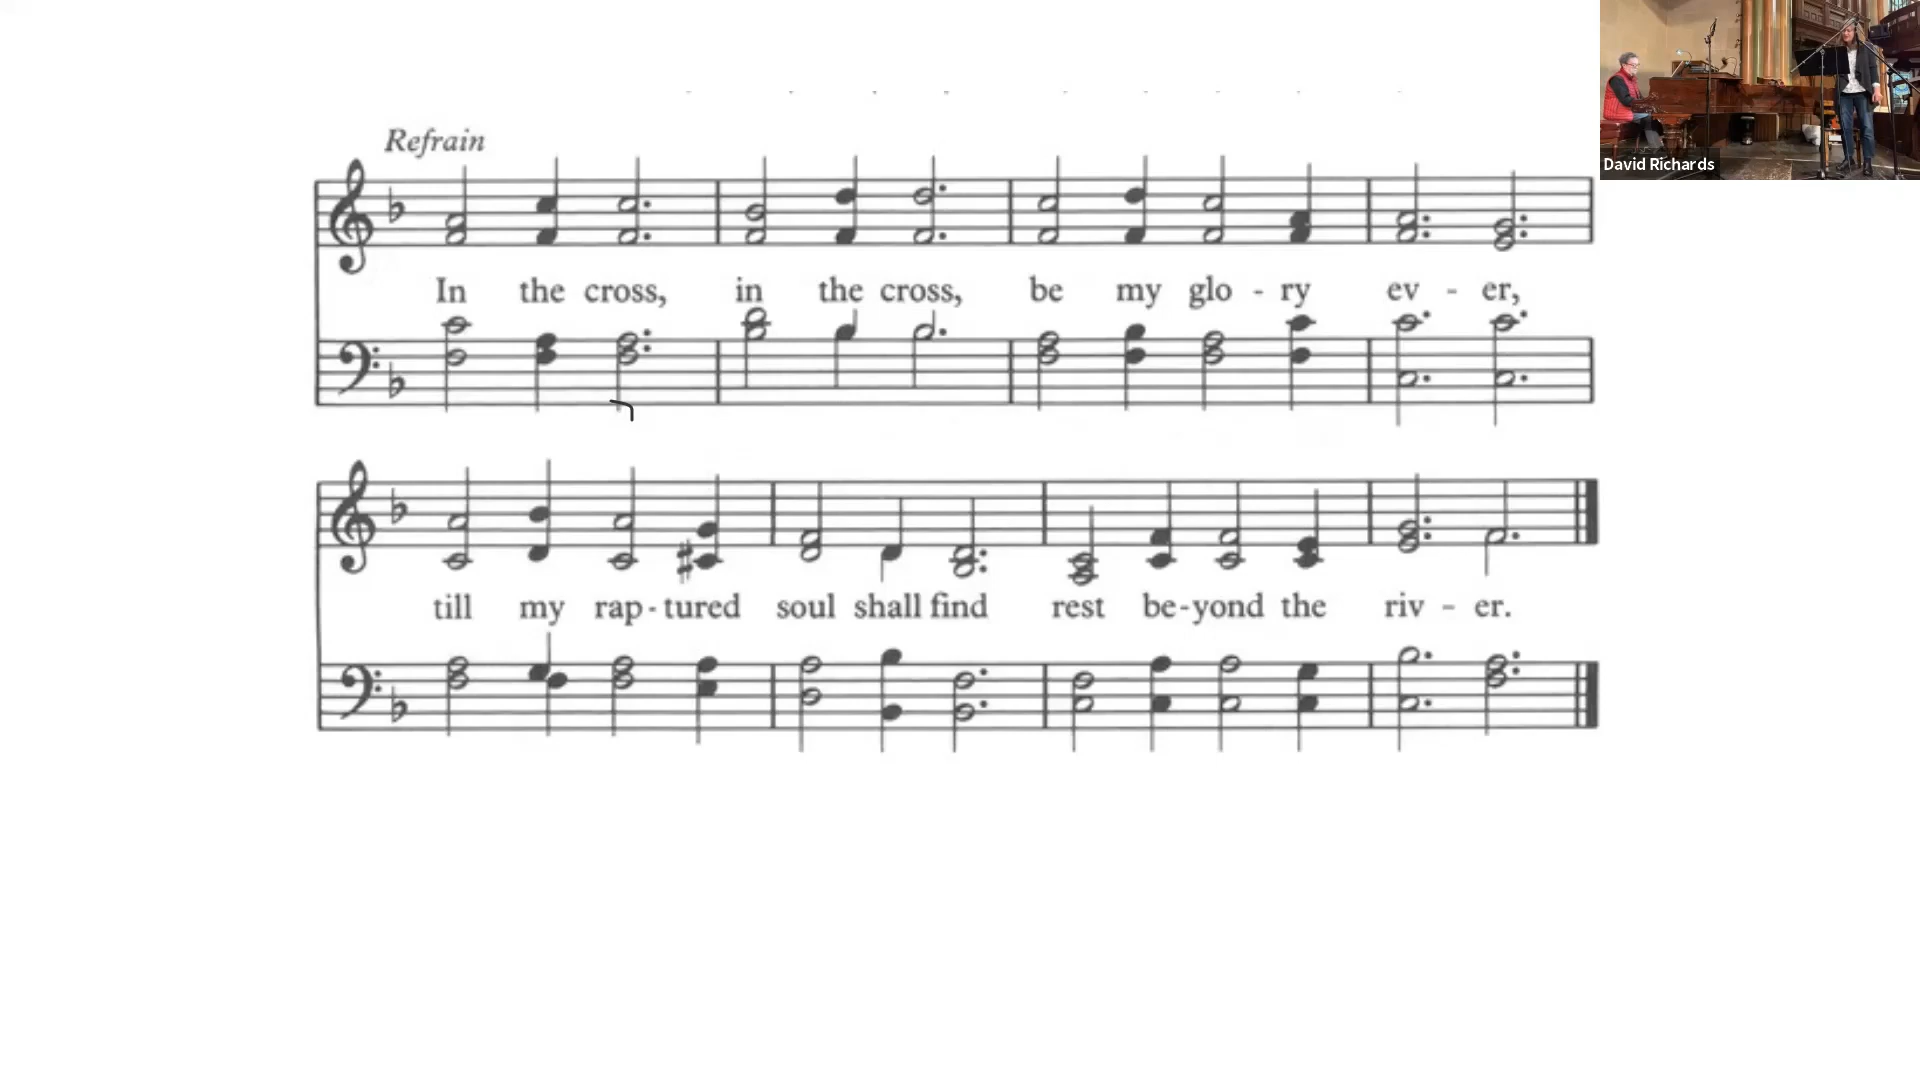 Refrain
In the cross, in the cross, be my glo - ry ev - er,
till my rap - tured soul shall find rest be - yond the riv - er.
David Richards